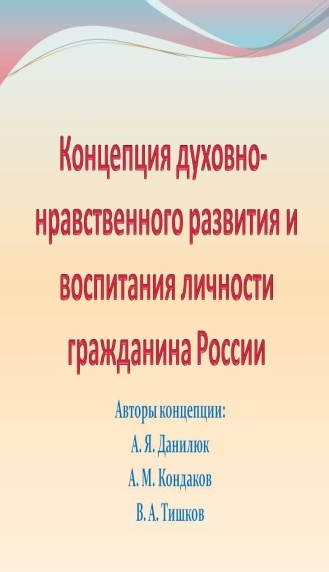 Концепция духовно-
нравственного развития и
воспитания личности
гражданина России
Авторы концепции:
А. Я. Данилюк
А. М. Кондаков
В. А. Тишков